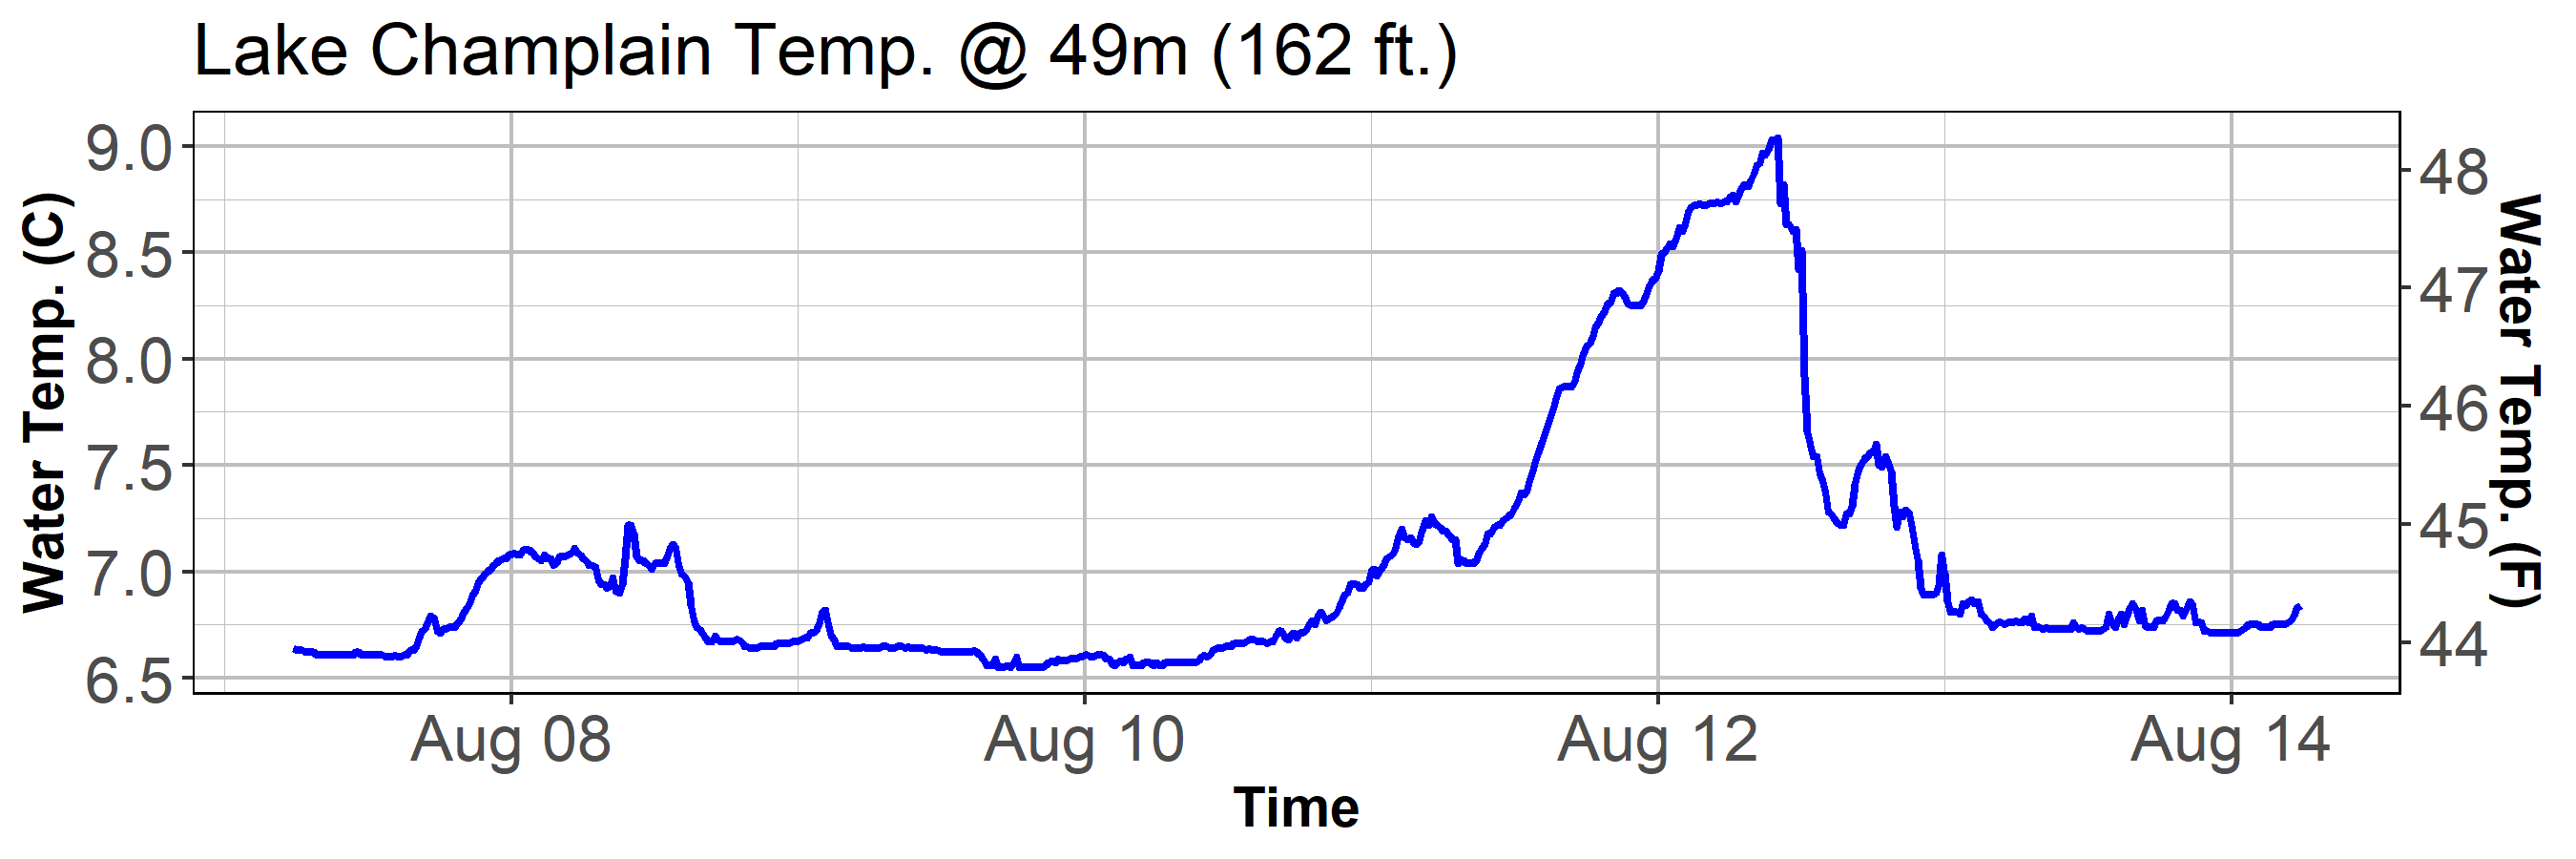 Lake Champlain Temp. @ 49m (162 ft.)
Water Temp. (C)
9.0
8.5
8.0
7.5
7.0
6.5
48
47
46
45
44
Water Temp. (F)
Aug 08
Aug 10
Aug 12
Aug 14
Time